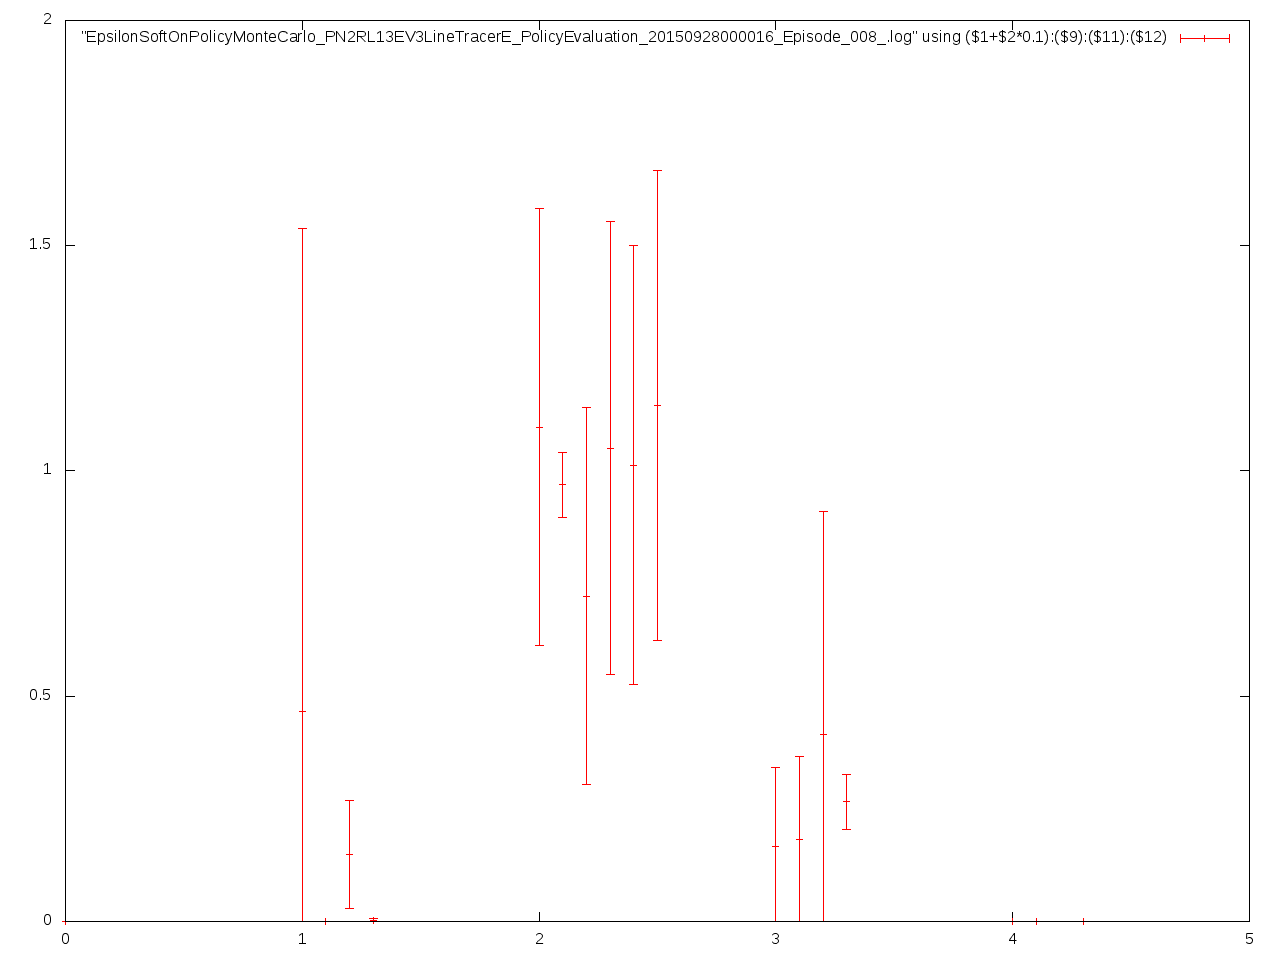 2
"EpsilonSoftOnPolicyMonteCarlo_PN2RL13EV3LineTracerE_PolicyEvaluation_20150928000016_Episode_008_.log" using ($1+$2*0.1):($9):($11):($12)
1.5
1
0.5
0
0 1 2 3 4 5